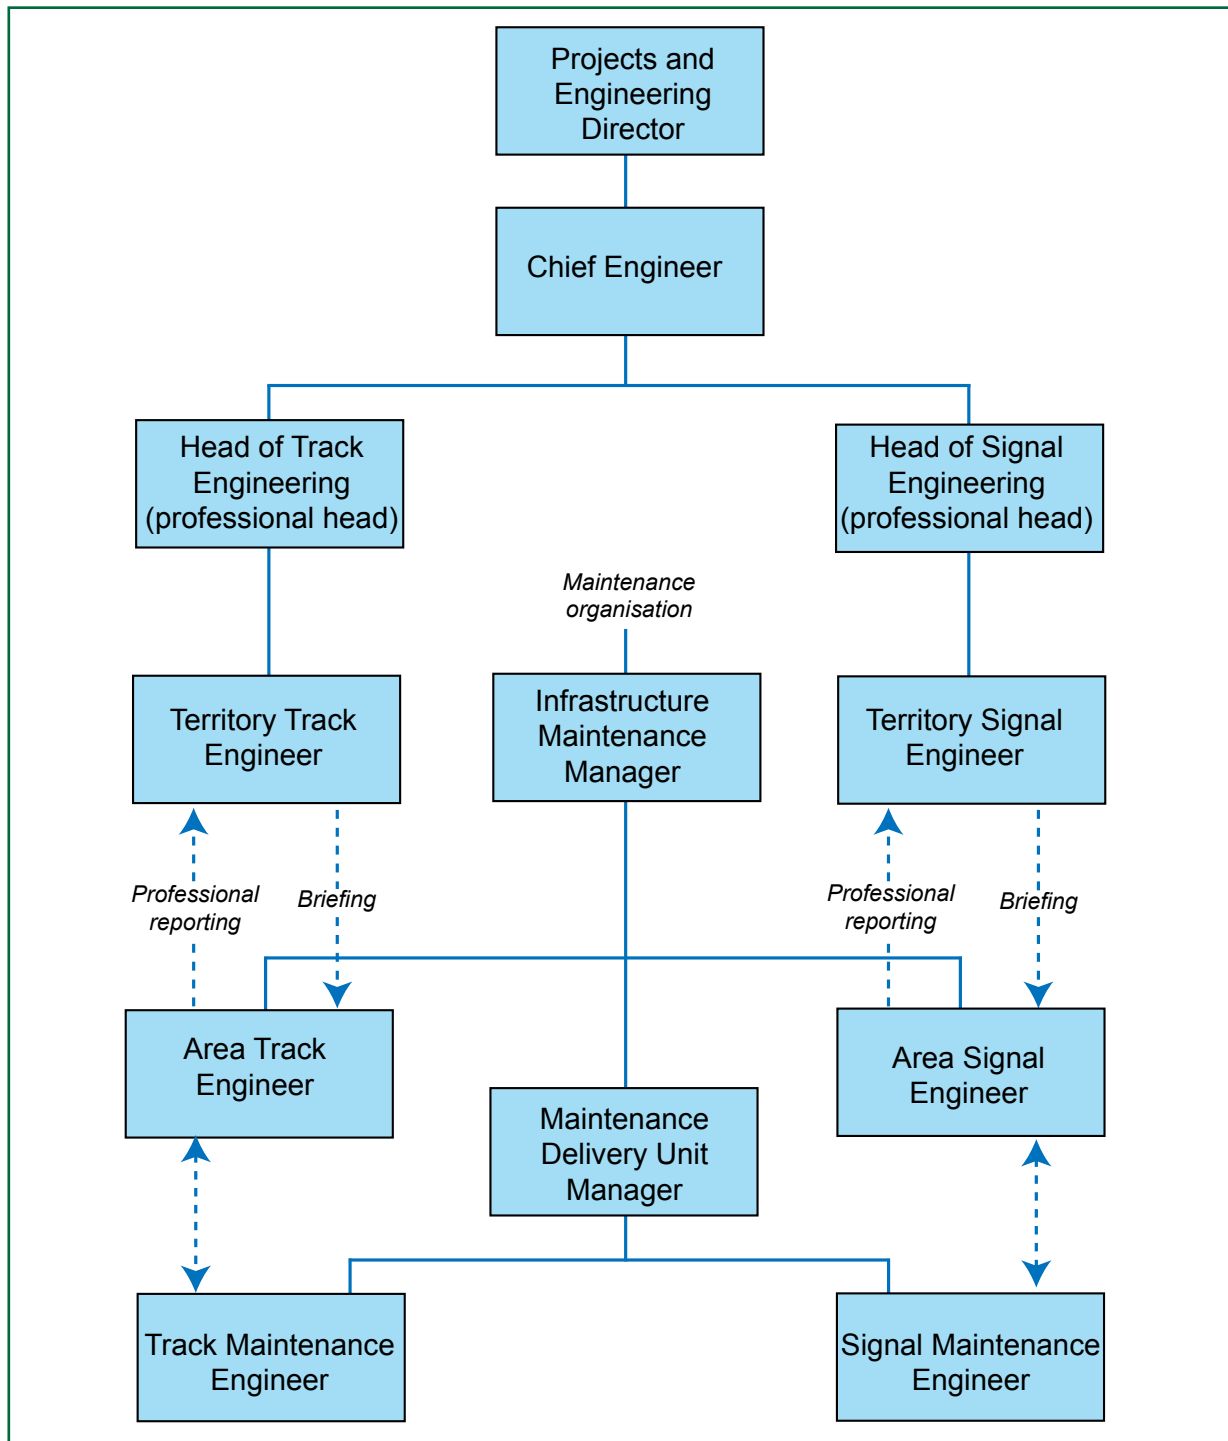 Projects and
Engineering
Director
Chief Engineer
Head of Track
Engineering
(professional head)
Head of Signal
Engineering
(professional head)
Maintenance
organisation
Territory Track
Engineer
Infrastructure
Maintenance
Manager
Territory Signal
Engineer
Professional
reporting
Briefing
Professional
reporting
Briefing
Area Track
Engineer
Area Signal
Engineer
Maintenance
Delivery Unit
Manager
Track Maintenance
Engineer
Signal Maintenance
Engineer